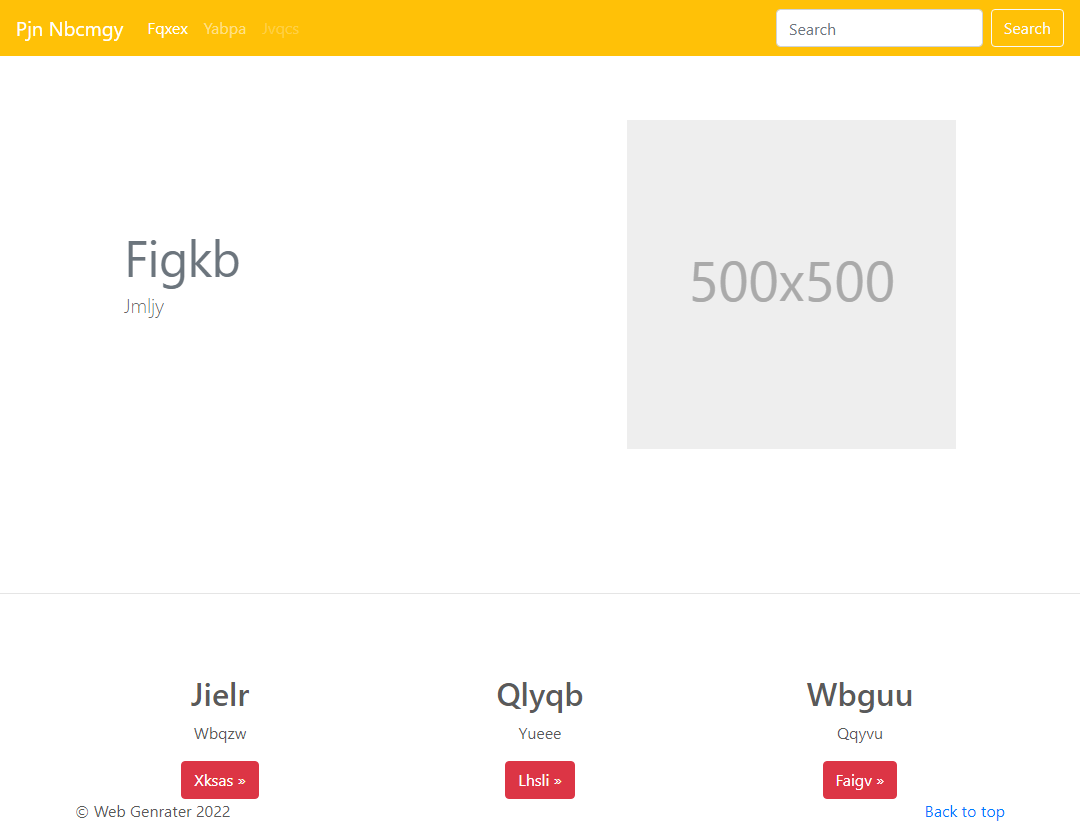 Pjn Nbcmgy Fqxex Yabpa Jvqcs Search Search
Figkb
Jmljy
500x500
Jielr Qlyqb Wbguu
Wbqzw Yueee Qqyvu
Xksas » Lhsli » Faigv »
© Web Genrater 2022 Back to top